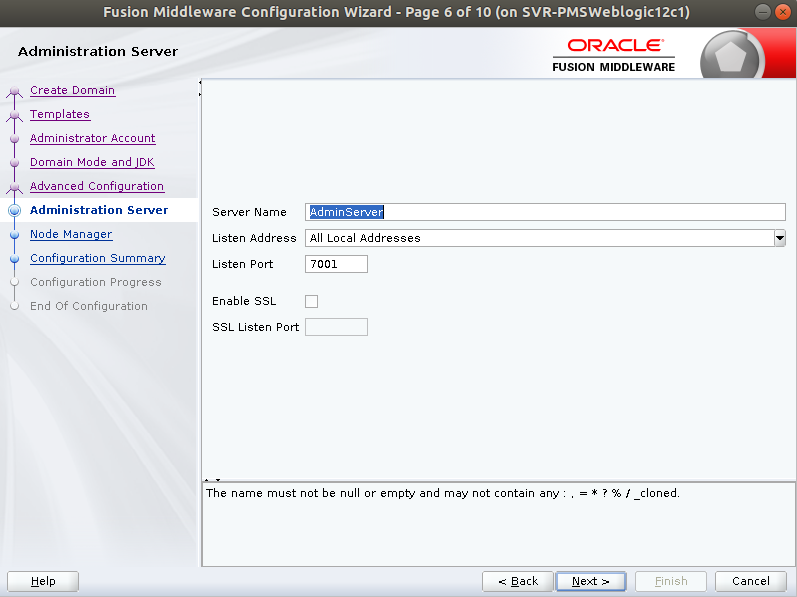 Fusion Middleware Configuration Wizard - Page 6 of 10 (on SVR-PMSWeblogic12c1)
Administration Server
ORACLE
FUSION MIDDLEWARE
Create Domain
Templates
Administrator Account
Domain Mode and JDK
Advanced Configuration
Administration Server
Node Manager
Configuration Summary
Configuration Progress
End Of Configuration
Server Name AdminServer
Listen Address All Local Addresses
Listen Port 7001
Enable SSL
SSL Listen Port
The name must not be null or empty and may not contain any : , = * ? % / _cloned.
Help < Back Next > Finish Cancel